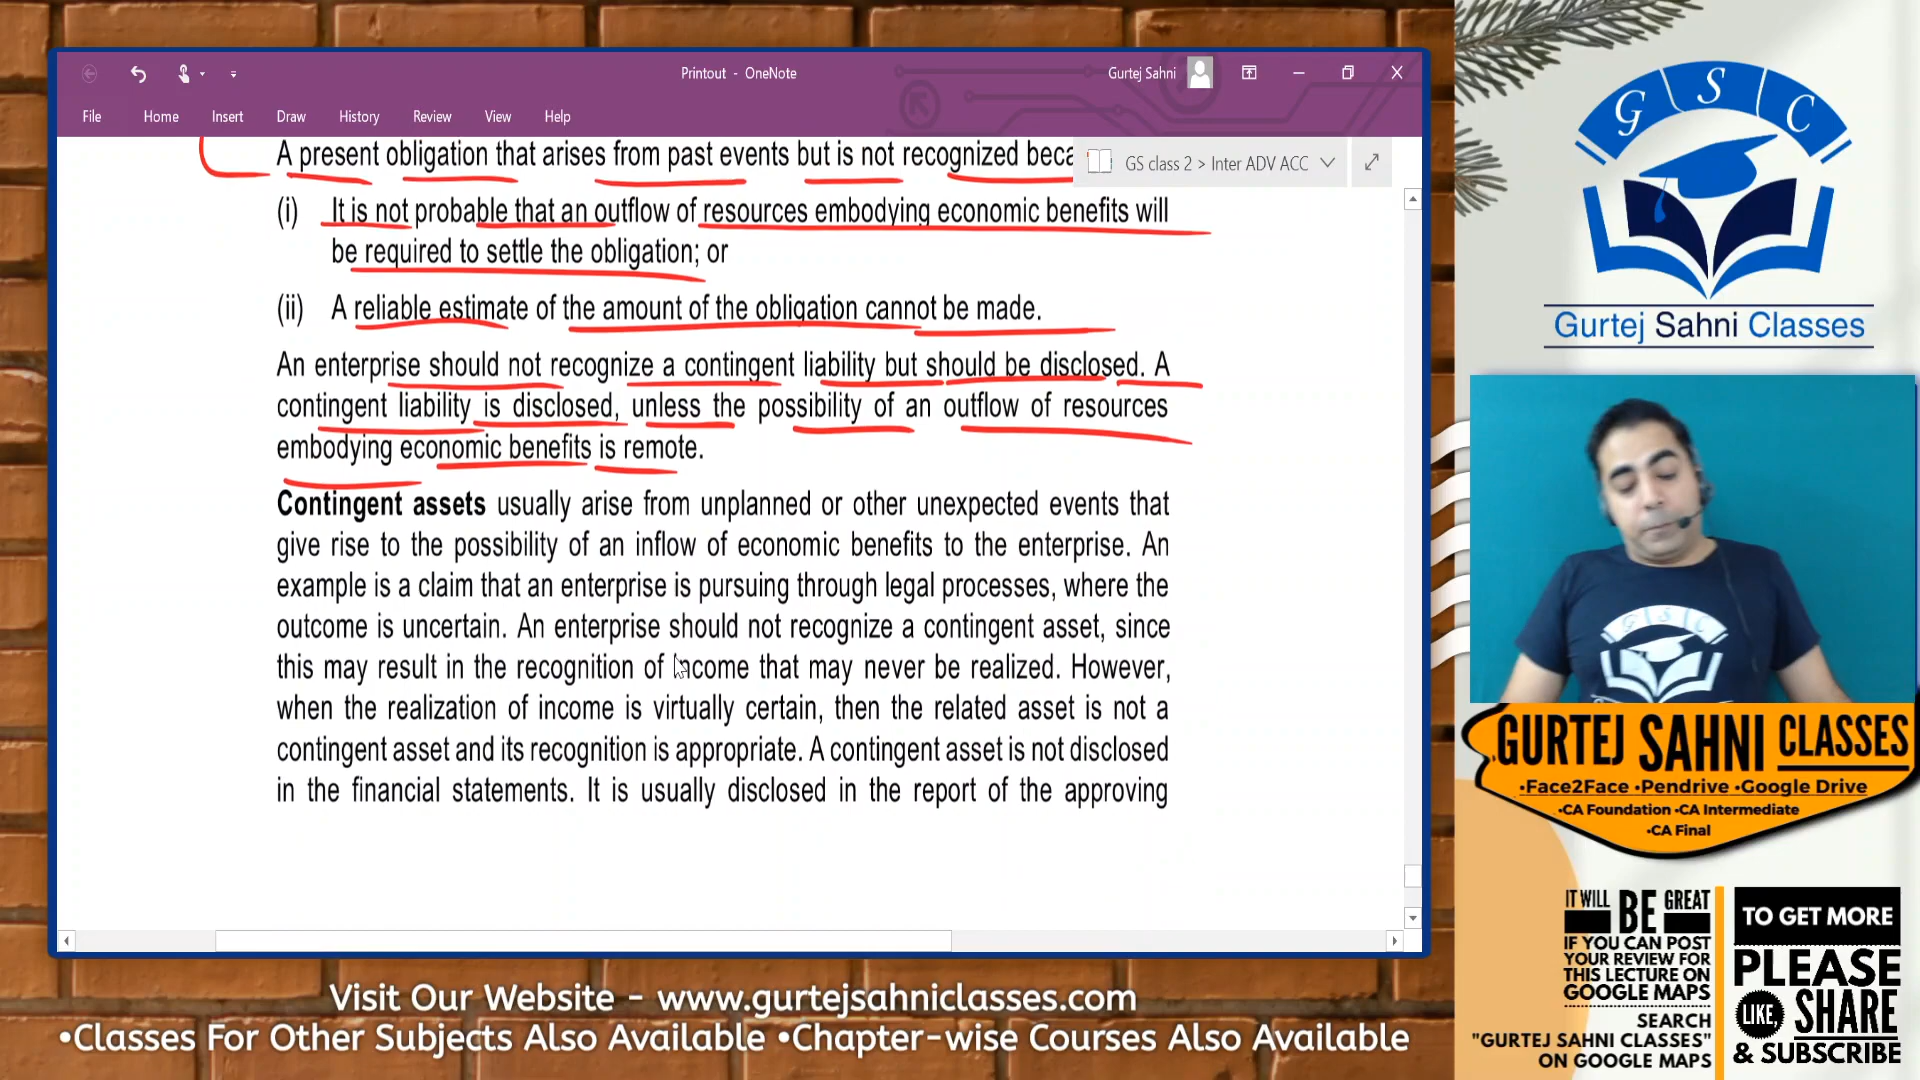 Printout - OneNote
Gurtej Sahni
File Home Insert Draw History Review View Help
GS class 2 > Inter ADV ACC
A present obligation that arises from past events but is not recognized beca
(i) It is not probable that an outflow of resources embodying economic benefits will
be required to settle the obligation; or
(ii) A reliable estimate of the amount of the obligation cannot be made.
An enterprise should not recognize a contingent liability but should be disclosed. A
contingent liability is disclosed, unless the possibility of an outflow of resources
embodying economic benefits is remote.
Contingent assets usually arise from unplanned or other unexpected events that
give rise to the possibility of an inflow of economic benefits to the enterprise. An
example is a claim that an enterprise is pursuing through legal processes, where the
outcome is uncertain. An enterprise should not recognize a contingent asset, since
this may result in the recognition of income that may never be realized. However,
when the realization of income is virtually certain, then the related asset is not a
contingent asset and its recognition is appropriate. A contingent asset is not disclosed
in the financial statements. It is usually disclosed in the report of the approving
G S C
Gurtej Sahni Classes
G S C
GURTEJ SAHNI CLASSES
•Face2Face •Pendrive •Google Drive
•CA Foundation •CA Intermediate
•CA Final
IT WILL BE GREAT
IF YOU CAN POST
YOUR REVIEW FOR
THIS LECTURE ON
GOOGLE MAPS
SEARCH
"GURTEJ SAHNI CLASSES"
ON GOOGLE MAPS
TO GET MORE
PLEASE
LIKE, SHARE
& SUBSCRIBE
Visit Our Website - www.gurtejsahniclasses.com
•Classes For Other Subjects Also Available •Chapter-wise Courses Also Available